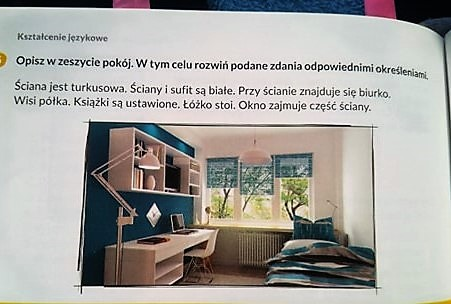 Kształcenie językowe
Opisz w zeszycie pokój. W tym celu rozwiń podane zdania odpowiednimi określeniami.
Ściana jest turkusowa. Ściany i sufit są białe. Przy ścianie znajduje się biurko.
Wisi półka. Książki są ustawione. Łóżko stoi. Okno zajmuje część ściany.